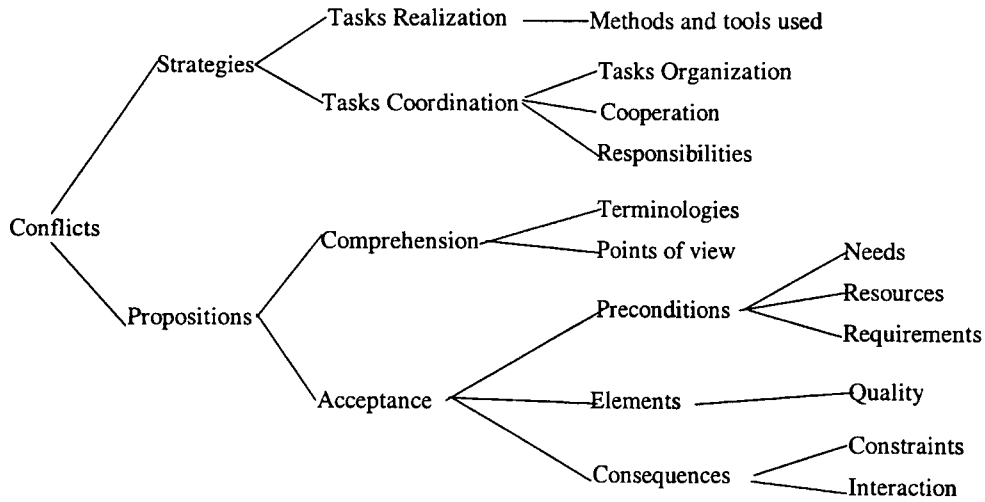 Tasks Realization
Methods and tools used
Strategies
Tasks Organization
Tasks Coordination
Cooperation
Responsibilities
Conflicts
Terminologies
Comprehension
Points of view
Needs
Resources
Propositions
Preconditions
Requirements
Acceptance
Elements
Quality
Constraints
Consequences
Interaction